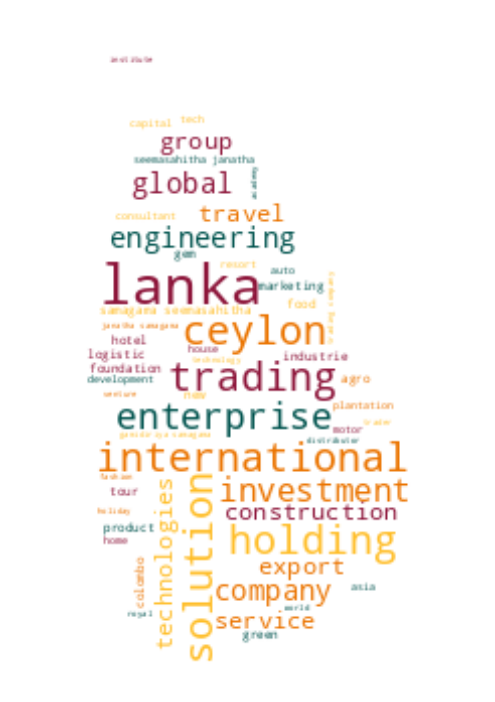 institute
capital tech
group
seemasahitha janatha
global
academy
consultant travel
engineering
gem
resort
auto
lanka
marketing
samagama seemasahitha
food
janatha samagama
ceylon
hotel
house
logistic
industrie
technology
foundation
trading
development
agro
venture
new
plantation
enterprise
trader
motor
distributor
international
fashion
tour
investment
holiday
construction
product
home
holding
technologies
solution
colombo
export
company
asia
world
royal
service
green